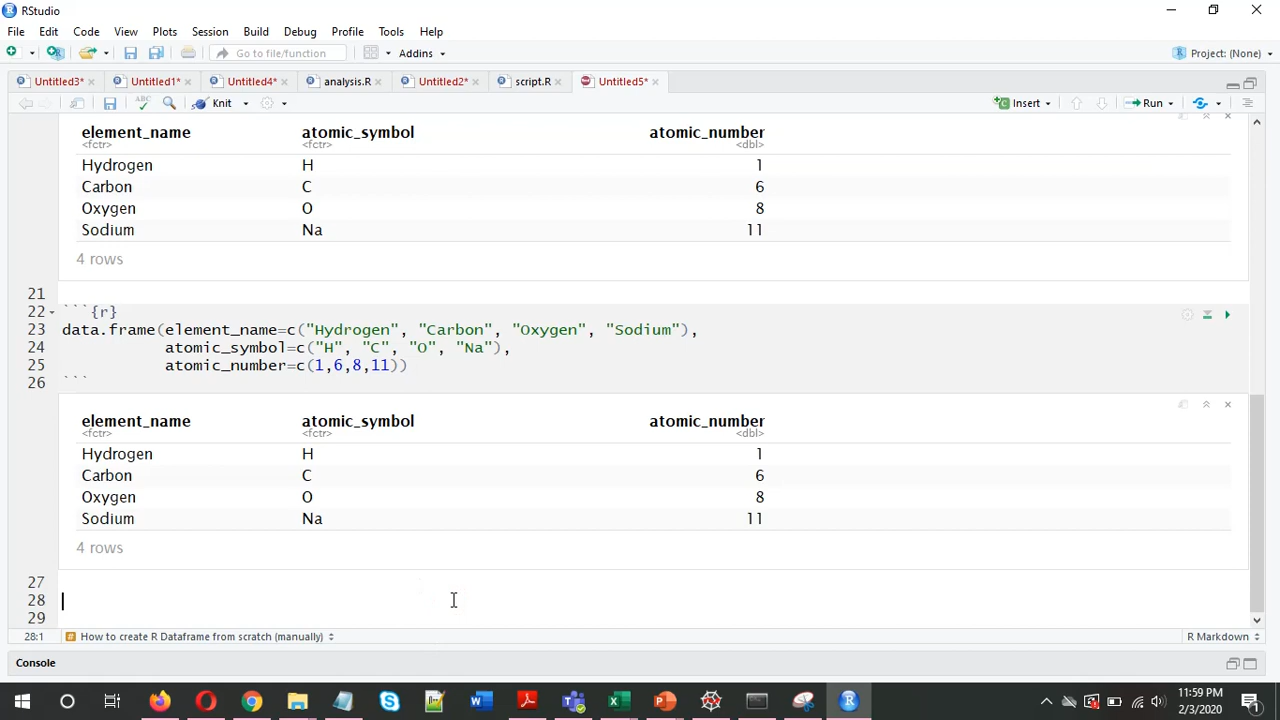 RStudio
File Edit Code View Plots Session Build Debug Profile Tools Help
Go to file/function Addins Project: (None)
Untitled3* Untitled1* Untitled4* analysis.R Untitled2* script.R Untitled5*
ABC Knit Insert Run
element_name atomic_symbol atomic_number
<fctr> <fctr> <dbl>
Hydrogen H 1
Carbon C 6
Oxygen O 8
Sodium Na 11
4 rows
21
22 ```{r}
23 data.frame(element_name=c("Hydrogen", "Carbon", "Oxygen", "Sodium"),
24 atomic_symbol=c("H", "C", "O", "Na"),
25 atomic_number=c(1,6,8,11))
26 ```
element_name atomic_symbol atomic_number
<fctr> <fctr> <dbl>
Hydrogen H 1
Carbon C 6
Oxygen O 8
Sodium Na 11
4 rows
27
28
29
28:1 # How to create R Dataframe from scratch (manually) R Markdown
Console
11:59 PM
2/3/2020
1